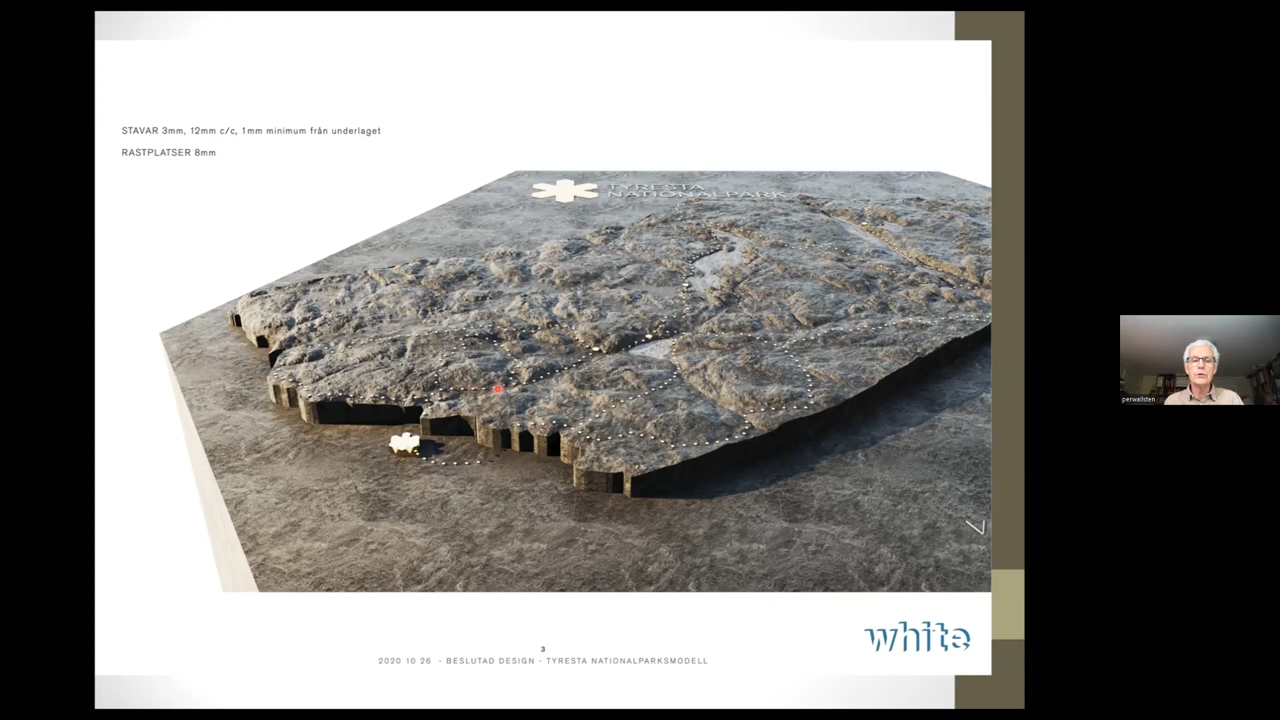 STAVAR 3mm, 12mm c/c, 1mm minimum från underlaget
RASTPLATSER 8mm
TYRESTA
NATIONALPARK
perwallsten
white
3
2020 10 26 - BESLUTAD DESIGN - TYRESTA NATIONALPARKSMODELL